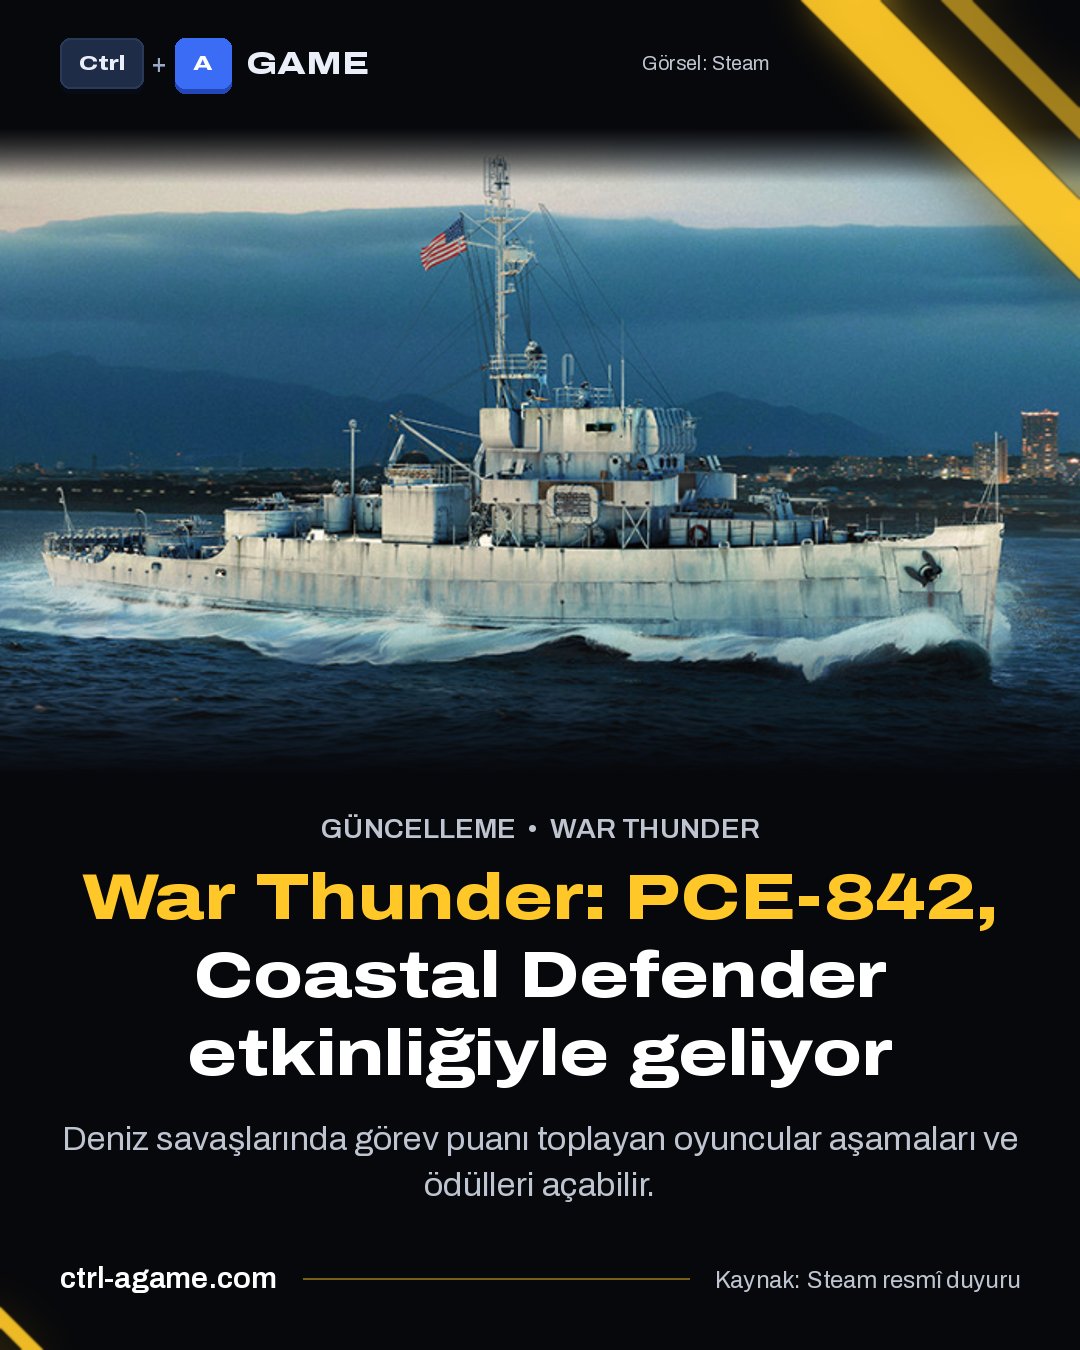 Ctrl + A GAME
Görsel: Steam
GÜNCELLEME • WAR THUNDER
War Thunder: PCE-842,
Coastal Defender
etkinliğiyle geliyor
Deniz savaşlarında görev puanı toplayan oyuncular aşamaları ve
ödülleri açabilir.
ctrl-agame.com
Kaynak: Steam resmî duyuru